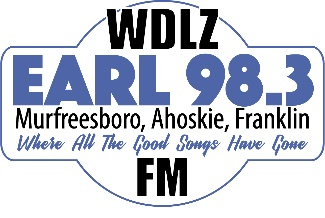 WDLZ
EARL 98.3
Murfreesboro, Ahoskie, Franklin
Where All The Good Songs Have Gone
FM